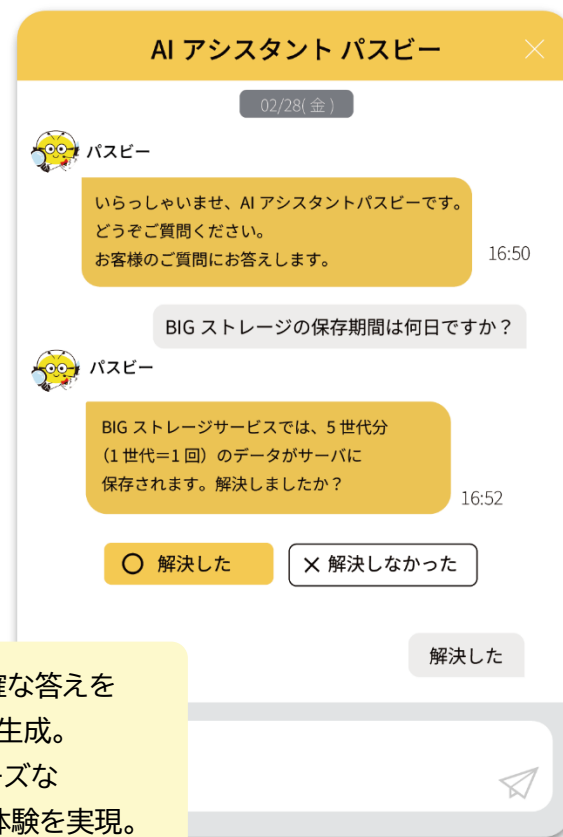 AI アシスタント パスビー
02/28( 金 )
パスビー
いらっしゃいませ、AI アシスタントパスビーです。
どうぞご質問ください。
お客様のご質問にお答えします。
16:50
BIG ストレージの保存期間は何日ですか？
パスビー
BIG ストレージサービスでは、5 世代分
（1 世代＝1 回）のデータがサーバに
保存されます。解決しましたか？
16:52
解決した
解決しなかった
解決した
な答えを
生成。
ズな
体験を実現。